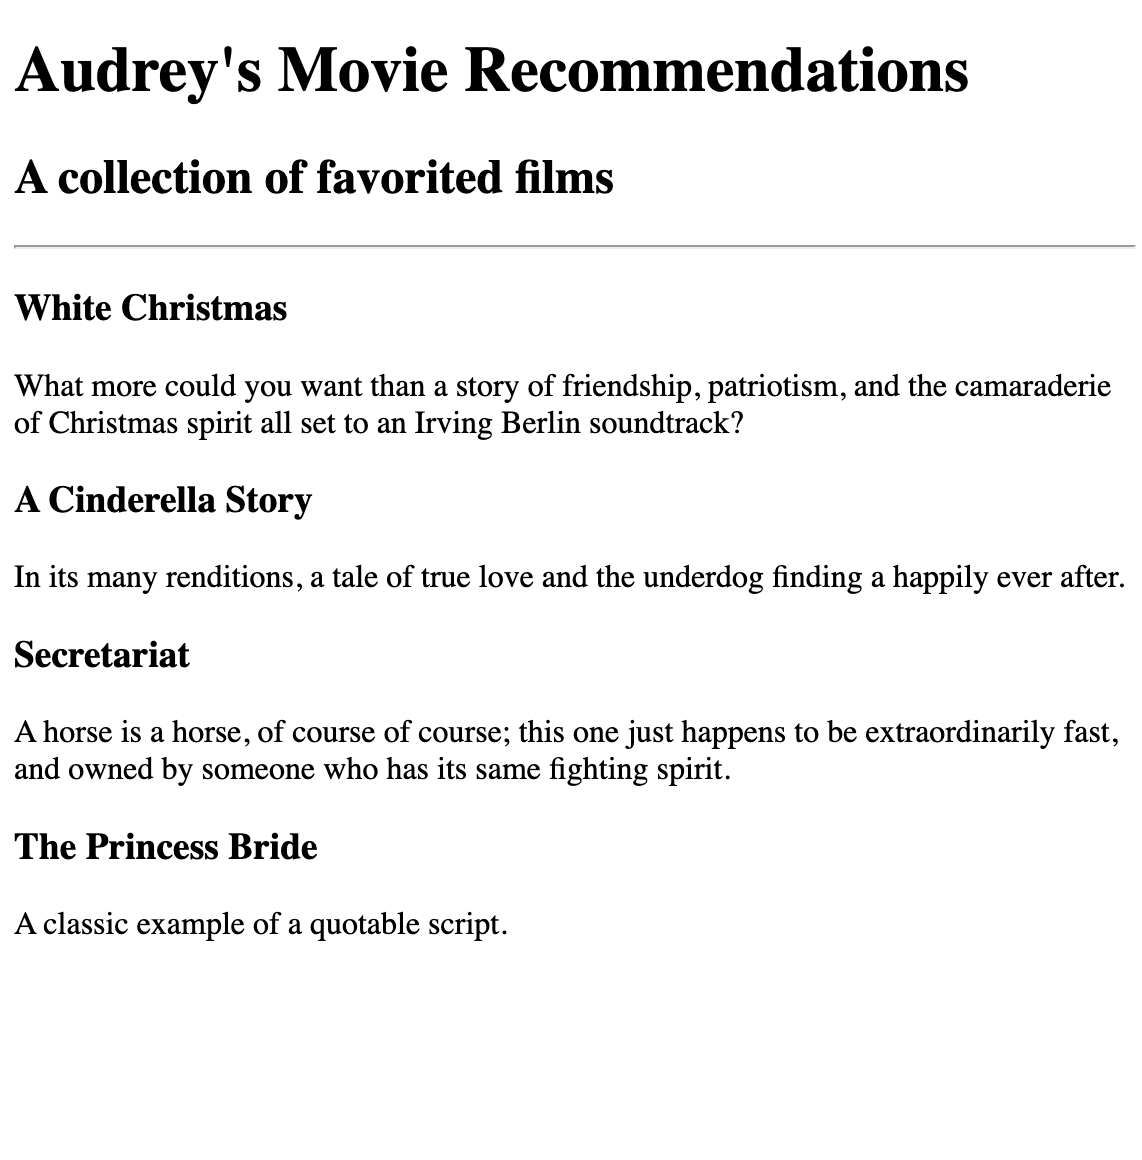 Audrey's Movie Recommendations
A collection of favorited films
White Christmas
What more could you want than a story of friendship, patriotism, and the camaraderie
of Christmas spirit all set to an Irving Berlin soundtrack?
A Cinderella Story
In its many renditions, a tale of true love and the underdog finding a happily ever after.
Secretariat
A horse is a horse, of course of course; this one just happens to be extraordinarily fast,
and owned by someone who has its same fighting spirit.
The Princess Bride
A classic example of a quotable script.